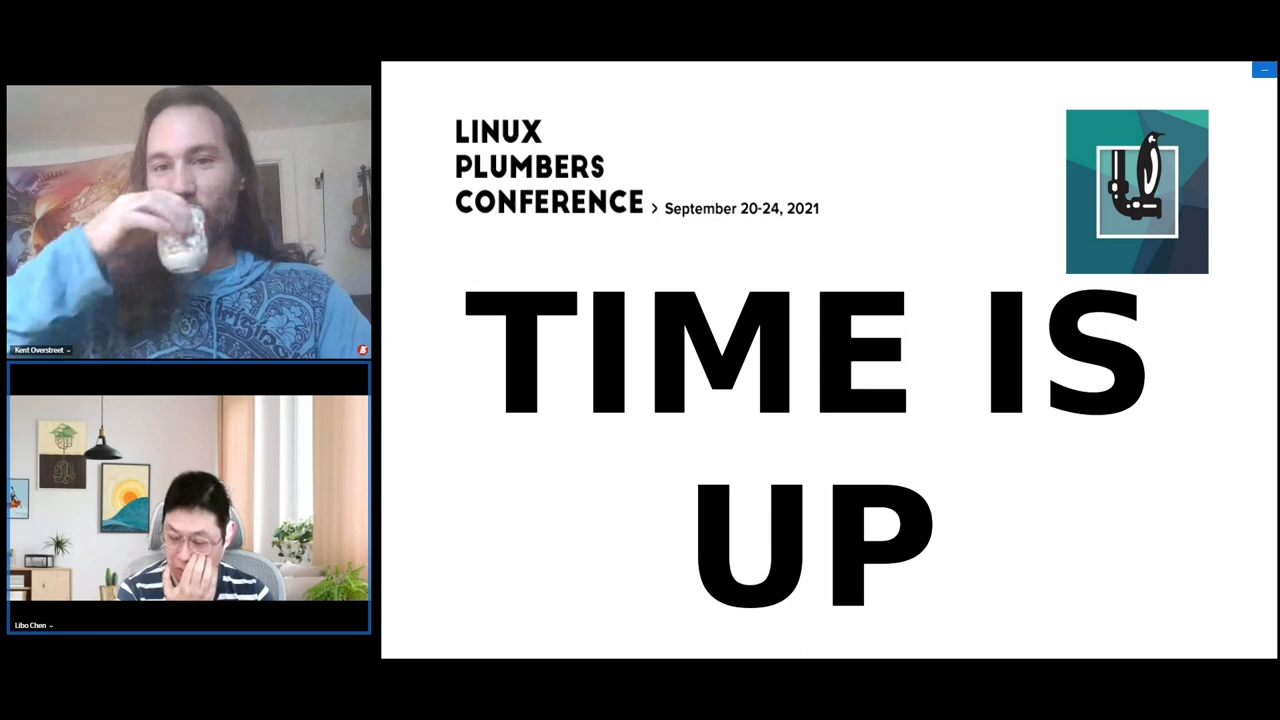 LINUX
PLUMBERS
CONFERENCE > September 20-24, 2021
TIME IS
UP
Kent Overstreet
Libo Chen